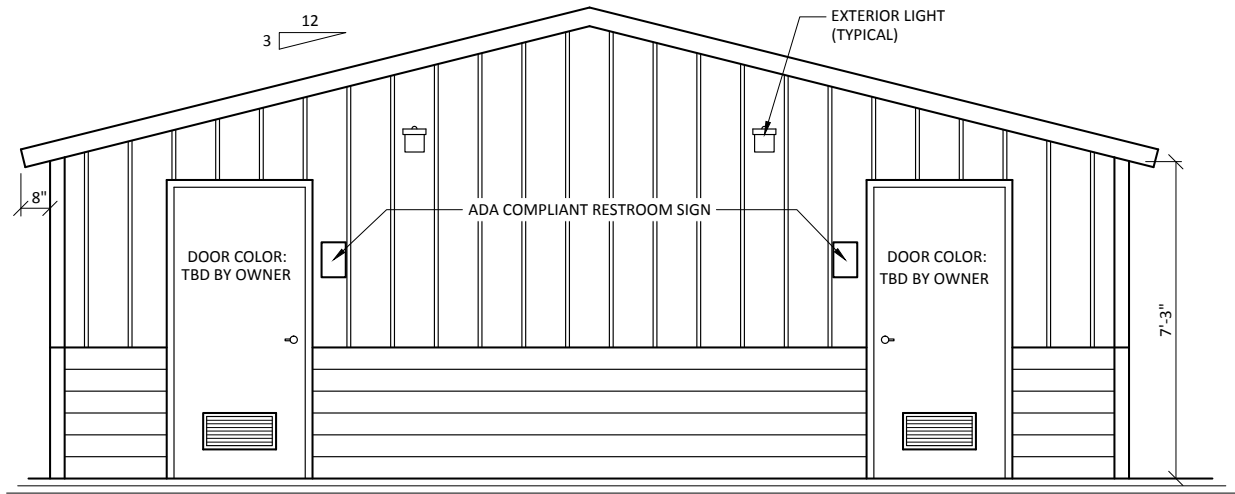 12
3
EXTERIOR LIGHT
(TYPICAL)
8"
ADA COMPLIANT RESTROOM SIGN
DOOR COLOR:
TBD BY OWNER
DOOR COLOR:
TBD BY OWNER
7'-3"